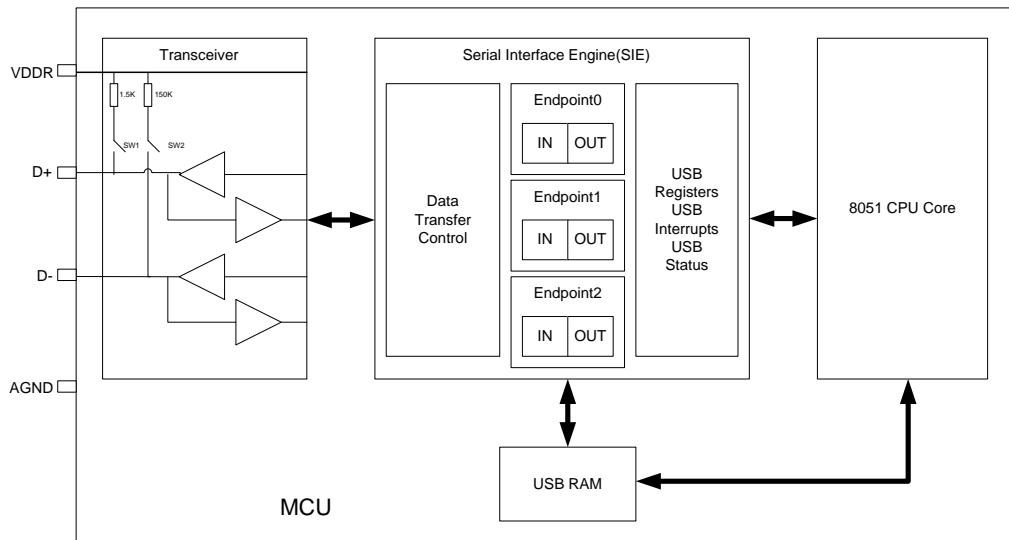 Transceiver
Serial Interface Engine(SIE)
VDDR
1.5K
150K
SW1
SW2
D+
D-
AGND
Data
Transfer
Control
Endpoint0
IN
OUT
Endpoint1
IN
OUT
Endpoint2
IN
OUT
USB
Registers
USB
Interrupts
USB
Status
8051 CPU Core
USB RAM
MCU